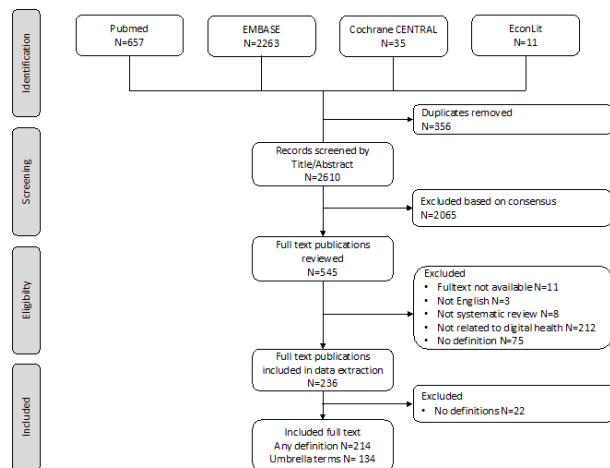 Identification
Pubmed
N=657
EMBASE
N=2263
Cochrane CENTRAL
N=35
EconLit
N=11
Duplicates removed
N=356
Screening
Records screened by
Title/Abstract
N=2610
Excluded based on consensus
N=2065
Eligibilty
Full text publications
reviewed
N=545
Excluded
• Fulltext not available N=11
• Not English N=3
• Not systematic review N=8
• Not related to digital health N=212
• No definition N=75
Full text publications
included in data extraction
N=236
Excluded
• No definitions N=22
Included
Included full text
Any definition N=214
Umbrella terms N= 134